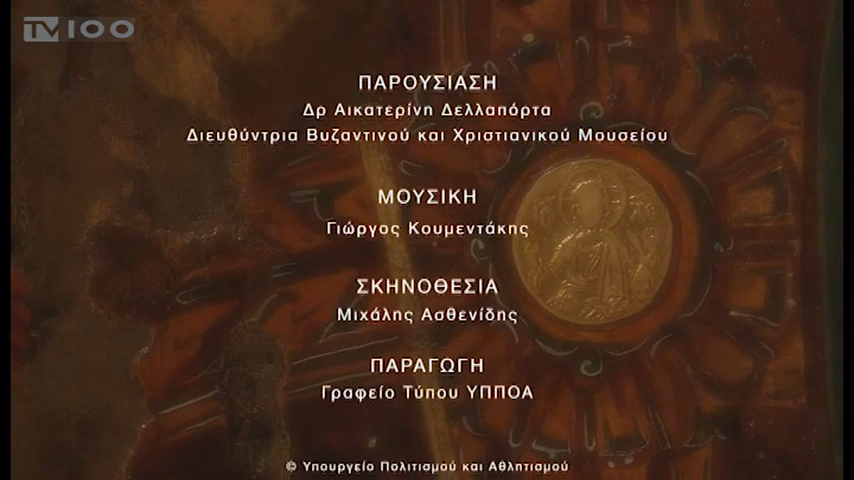 TV100
ΠΑΡΟΥΣΙΑΣΗ
Δρ Αικατερίνη Δελλαπόρτα
Διευθύντρια Βυζαντινού και Χριστιανικού Μουσείου
ΜΟΥΣΙΚΗ
Γιώργος Κουμεντάκης
ΣΚΗΝΟΘΕΣΙΑ
Μιχάλης Ασθενίδης
ΠΑΡΑΓΩΓΗ
Γραφείο Τύπου ΥΠΠΟΑ
© Υπουργείο Πολιτισμού και Αθλητισμού